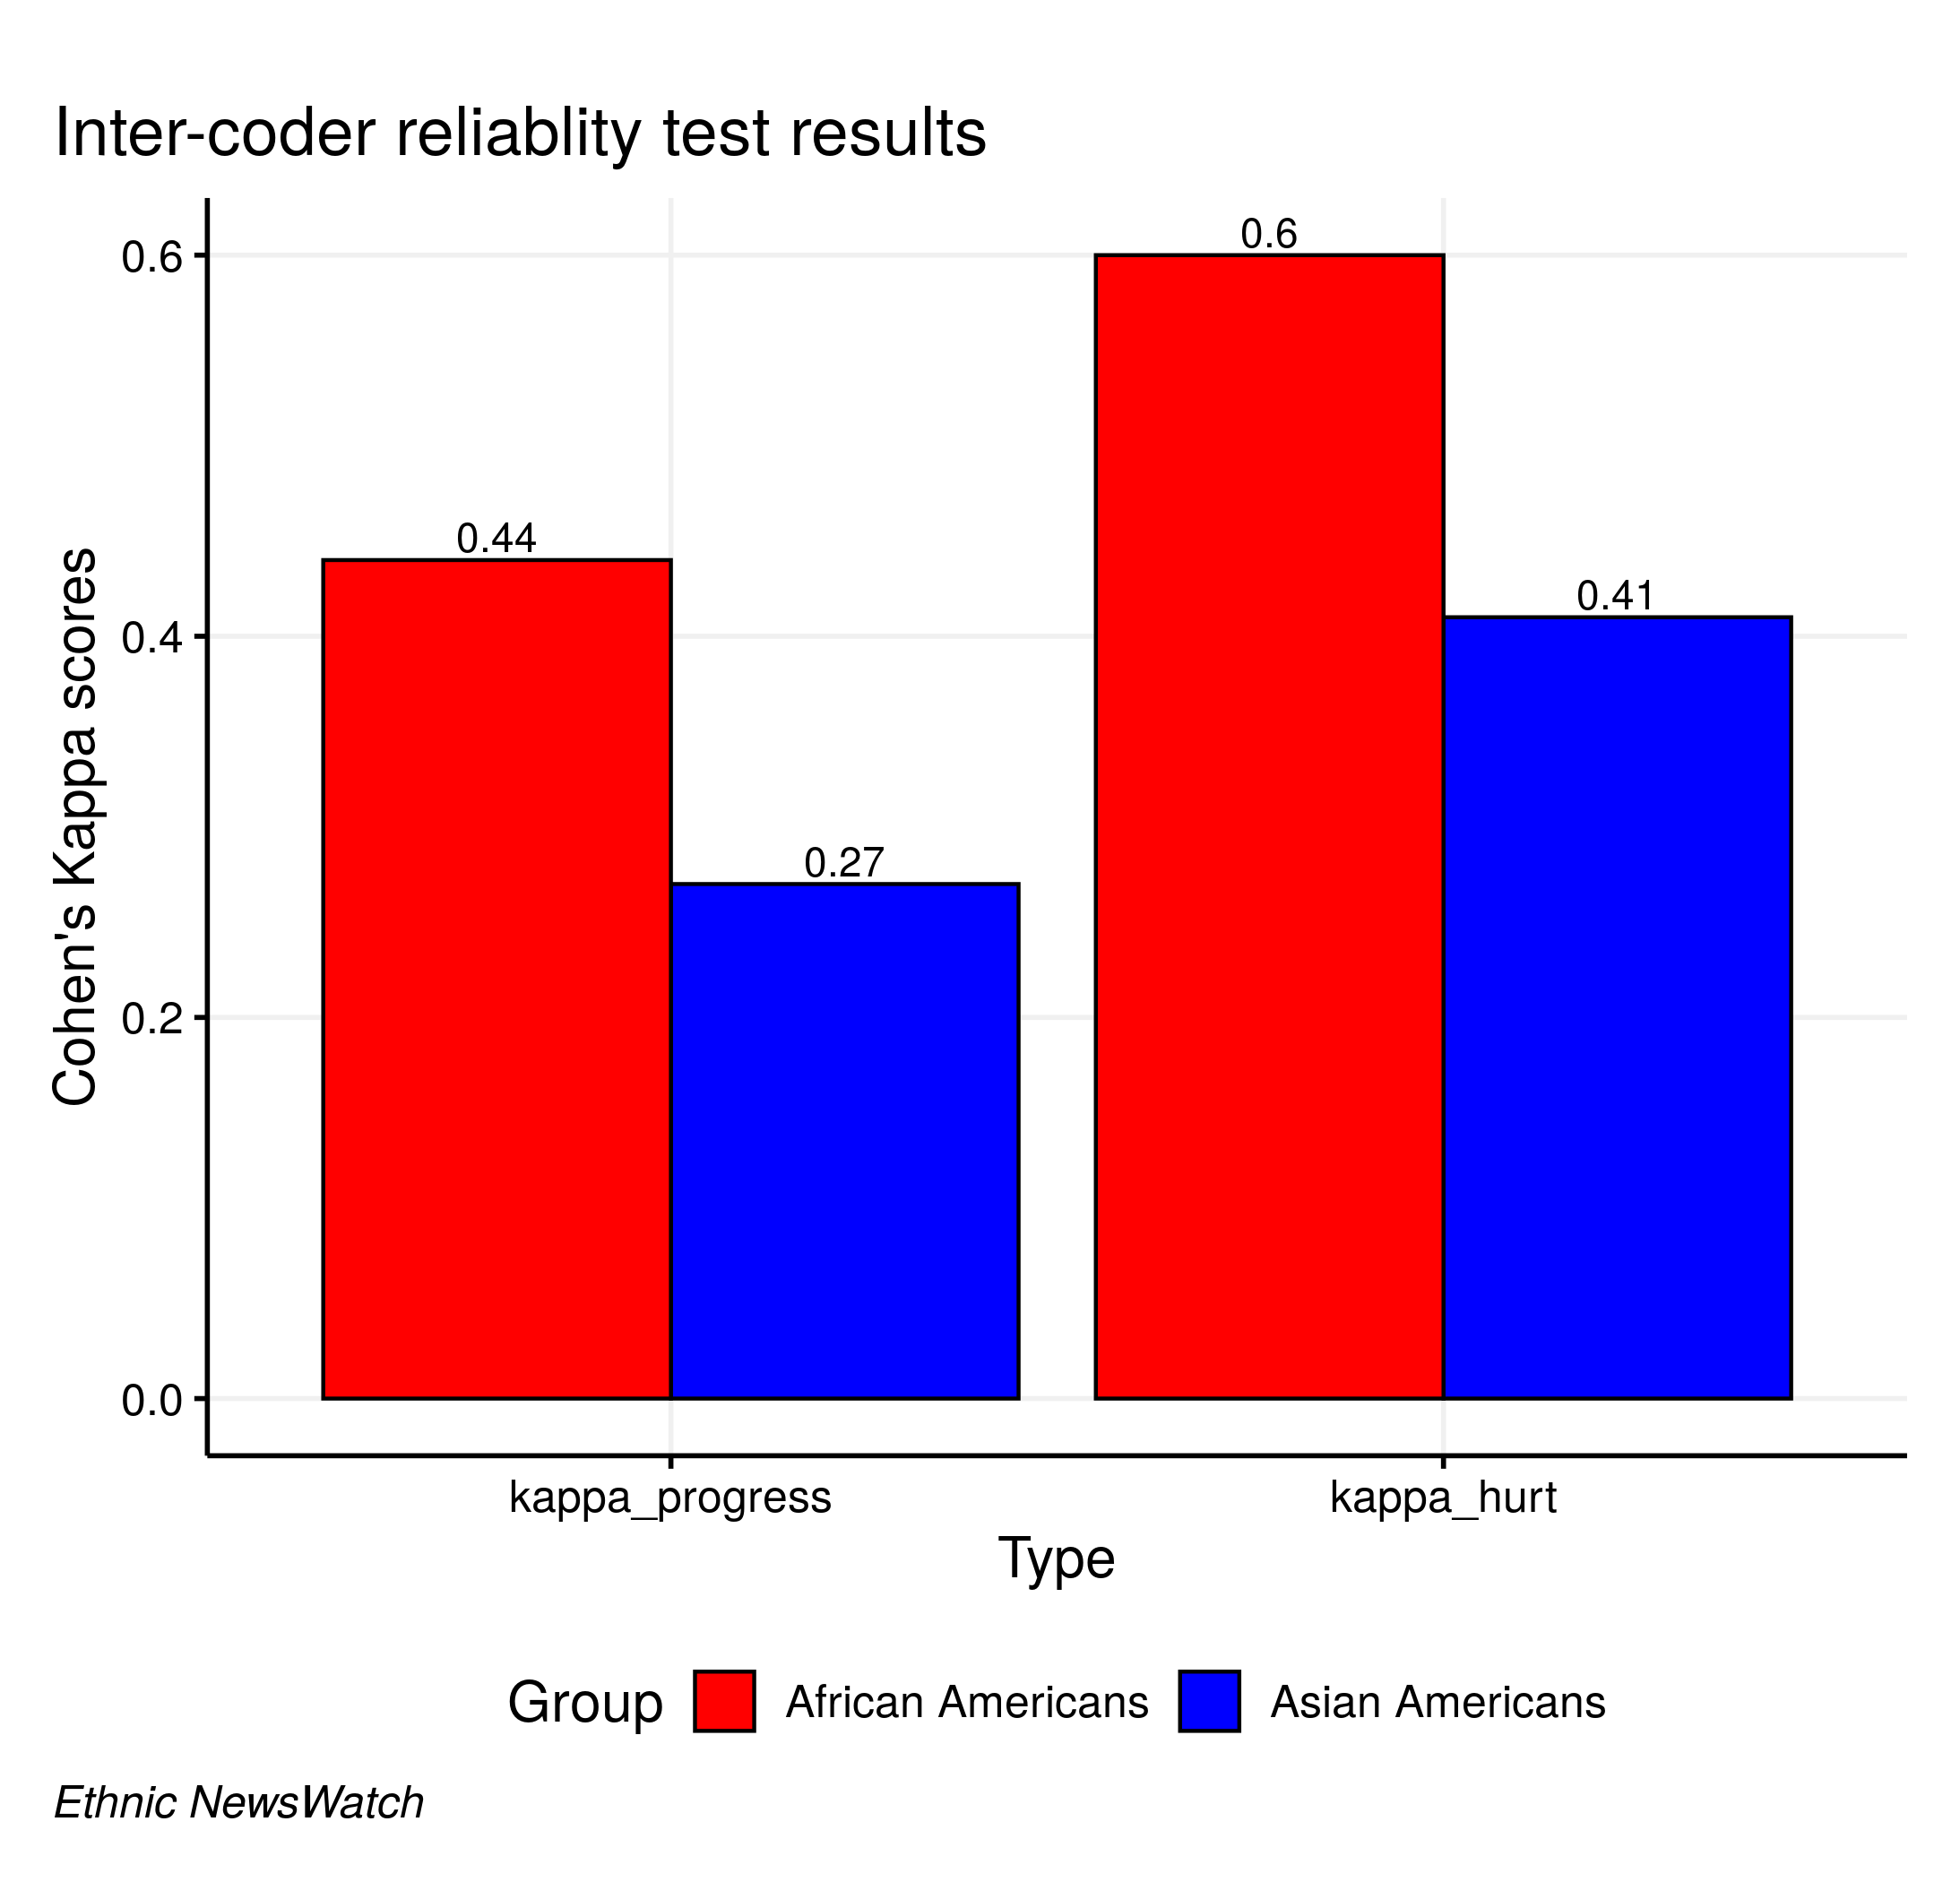 Inter-coder reliablity test results
Cohen's Kappa scores
0.6
0.4
0.2
0.0
0.44
0.27
0.6
0.41
kappa_progress
kappa_hurt
Type
Group African Americans Asian Americans
Ethnic NewsWatch